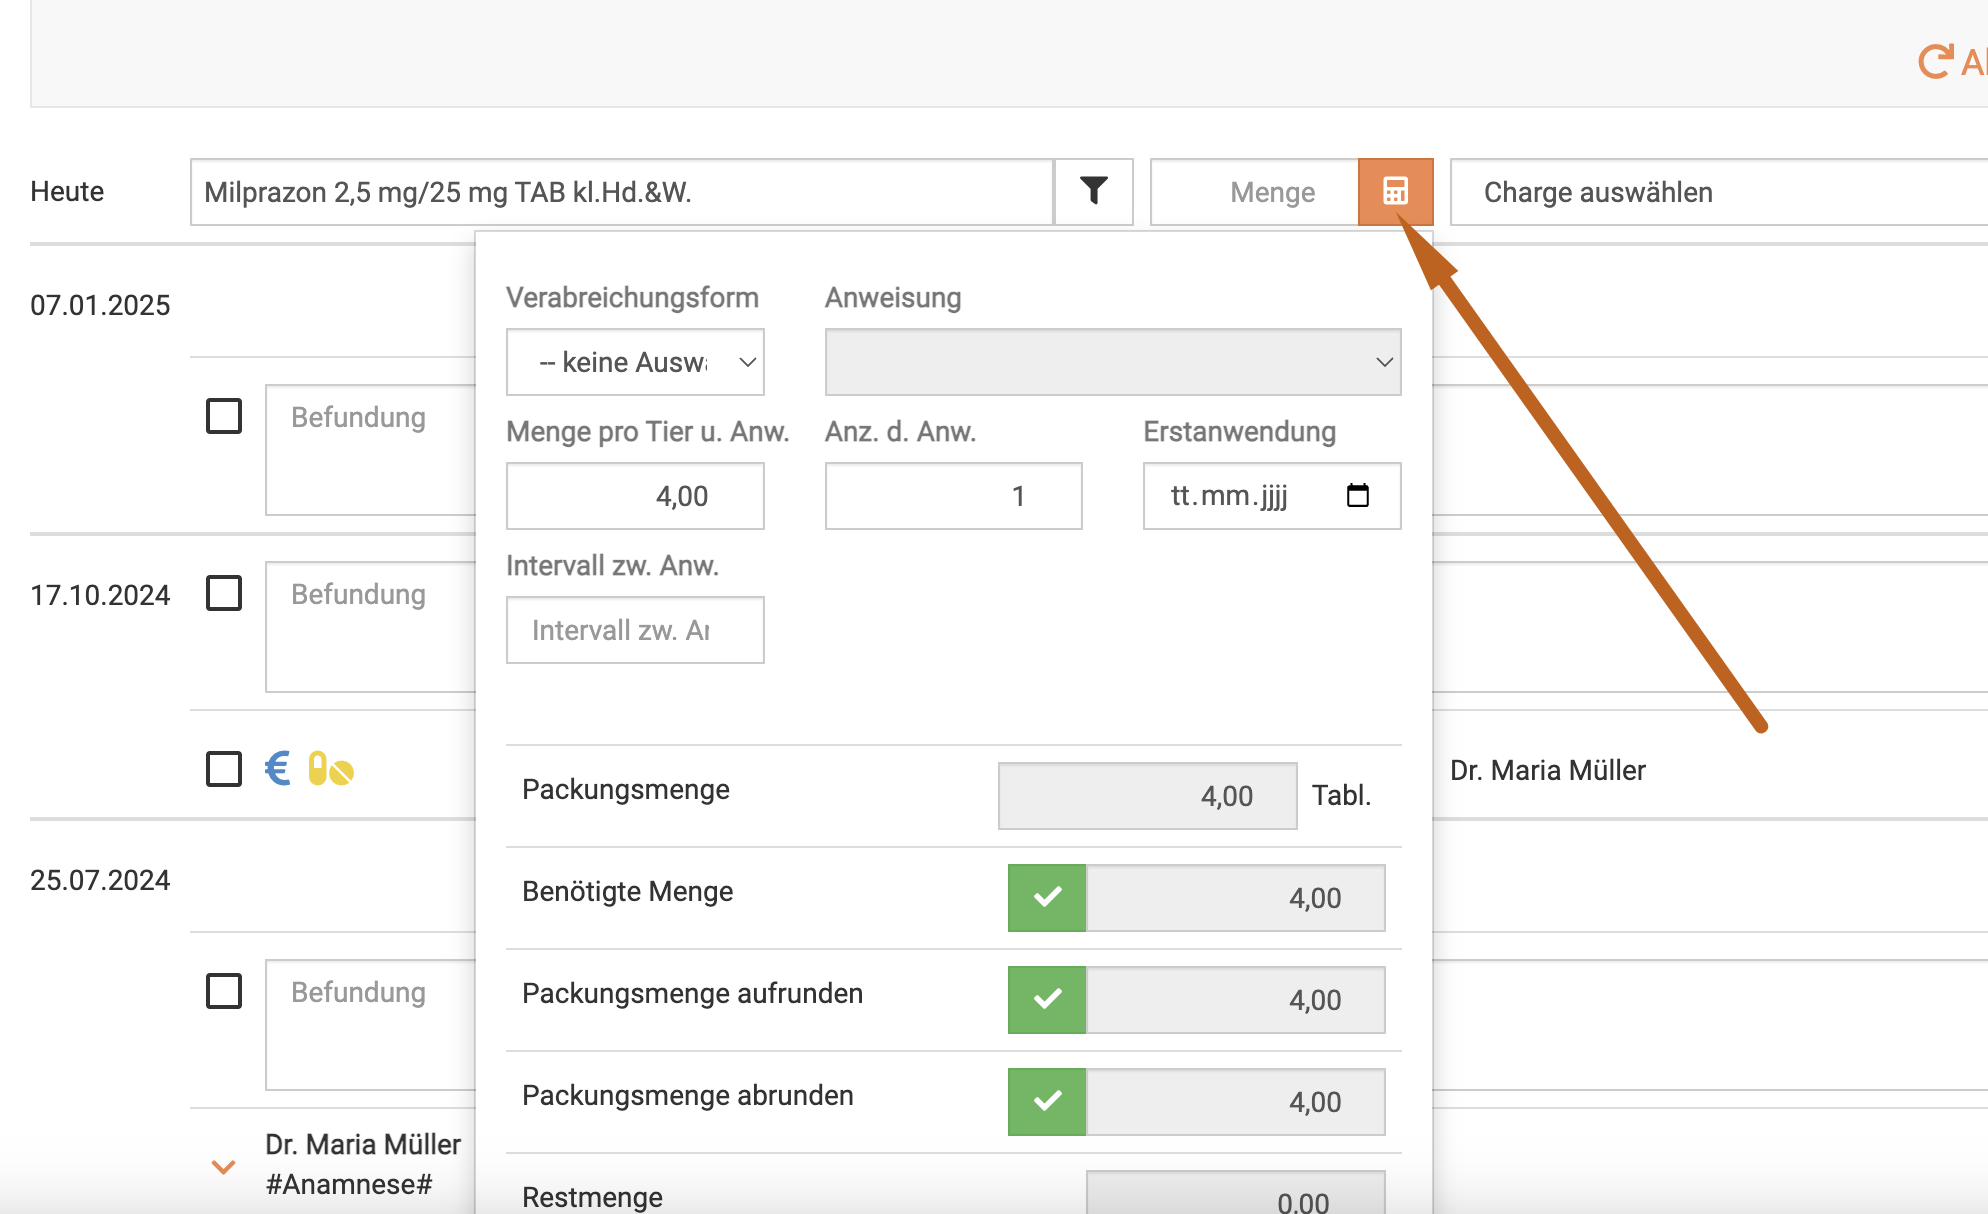 Heute
Milprazon 2,5 mg/25 mg TAB kl.Hd.&W.
Menge
Charge auswählen
07.01.2025
Befundung
17.10.2024
Befundung
€
Dr. Maria Müller
25.07.2024
Befundung
Dr. Maria Müller
#Anamnese#
Verabreichungsform
Anweisung
-- keine Ausw
Menge pro Tier u. Anw.
Anz. d. Anw.
Erstanwendung
4,00
1
tt.mm.jjjj
Intervall zw. Anw.
Intervall zw. Ar
Packungsmenge
4,00
Tabl.
Benötigte Menge
4,00
Packungsmenge aufrunden
4,00
Packungsmenge abrunden
4,00
Restmenge
0,00